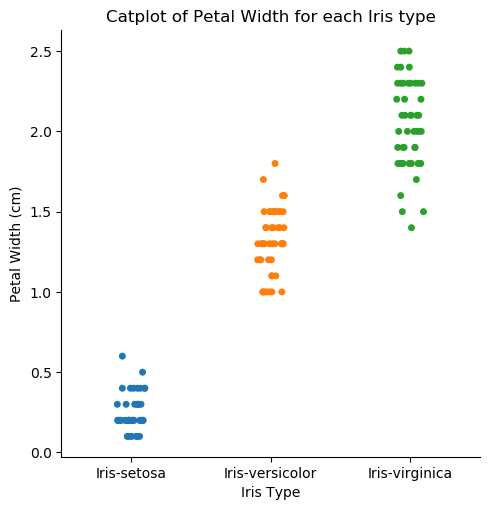 Catplot of Petal Width for each Iris type
2.5
2.0
1.5
1.0
0.5
0.0
Petal Width (cm)
Iris-setosa Iris-versicolor Iris-virginica
Iris Type